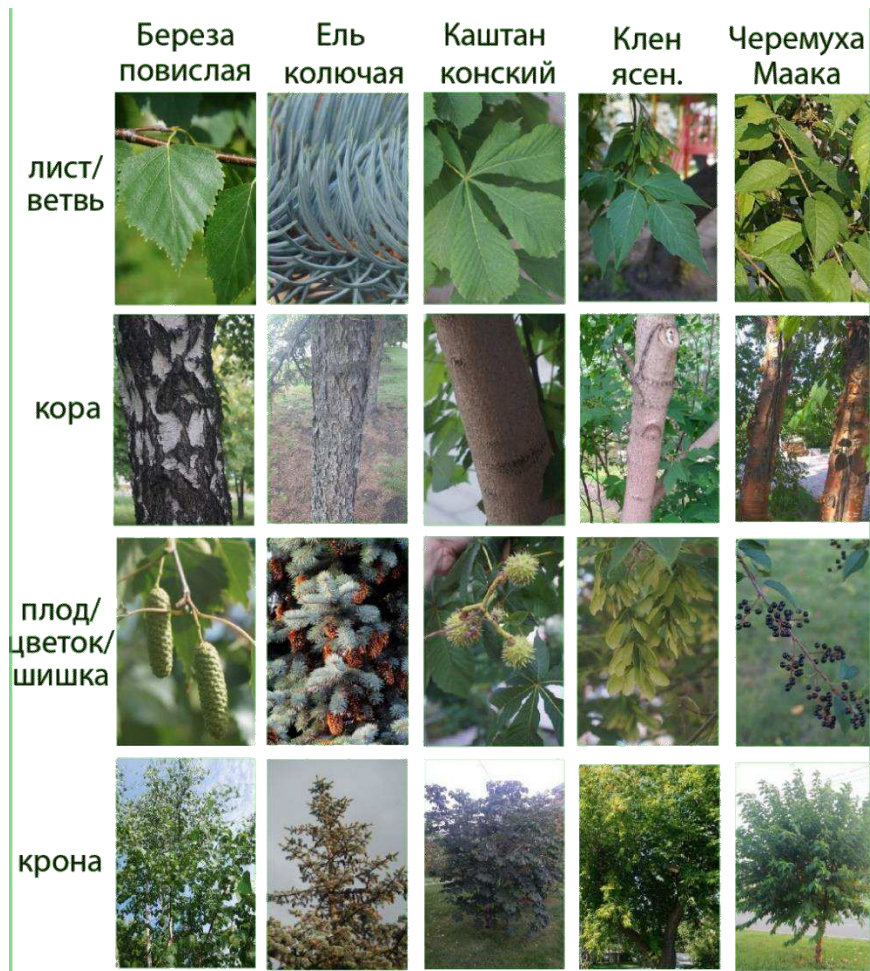 Береза
повислая
Ель
колючая
Каштан
конский
Клен
ясен.
Черемуха
Маака
лист/
ветвь
кора
плод/
цветок/
шишка
крона